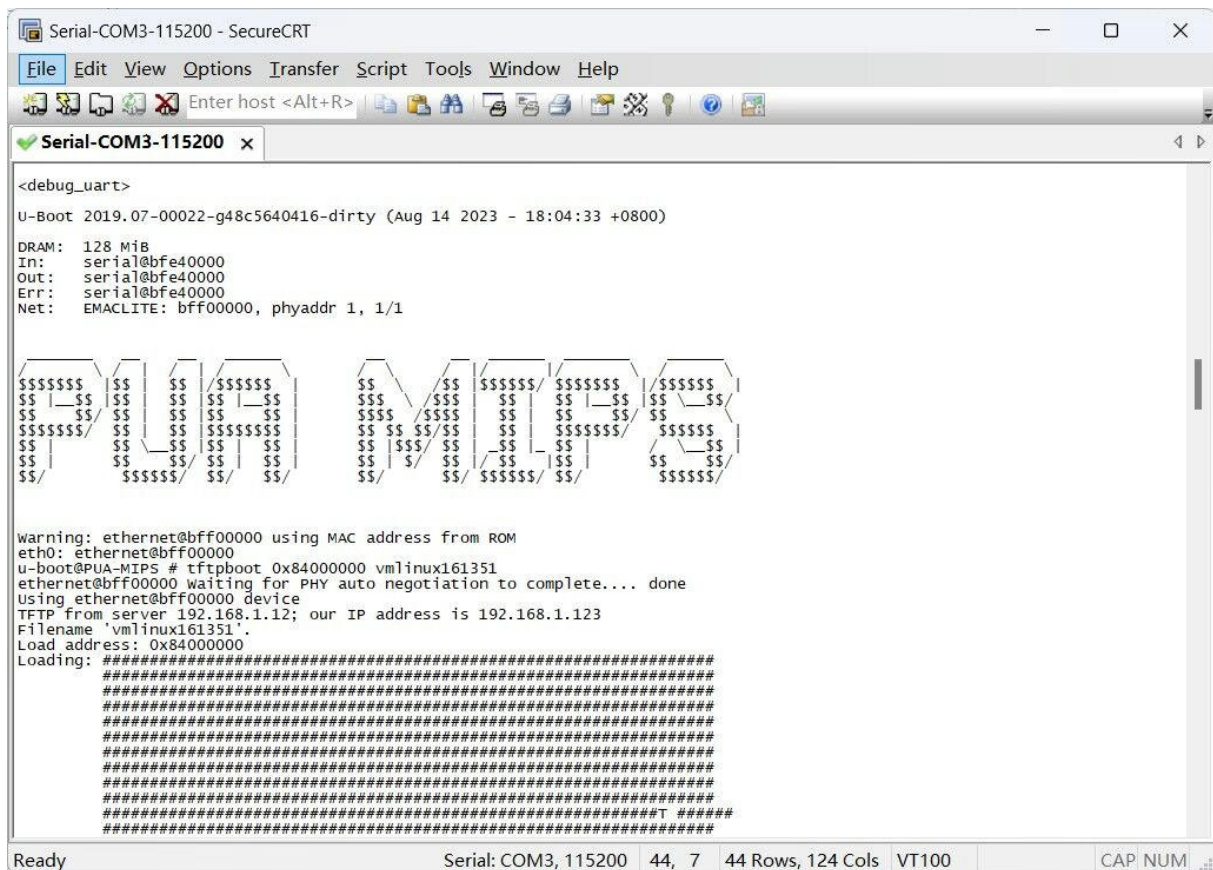 Serial-COM3-115200 - SecureCRT
File Edit View Options Transfer Script Tools Window Help
Enter host <Alt+R>
Serial-COM3-115200
<debug_uart>
U-Boot 2019.07-00022-g48c5640416-dirty (Aug 14 2023 - 18:04:33 +0800)
DRAM: 128 MiB
In: serial@bfe40000
Out: serial@bfe40000
Err: serial@bfe40000
Net: EMACLITE: bff00000, phyaddr 1, 1/1
PUA MIPS
Warning: ethernet@bff00000 using MAC address from ROM
eth0: ethernet@bff00000
u-boot@PUA-MIPS # tftpboot 0x84000000 vmlinux161351
ethernet@bff00000 Waiting for PHY auto negotiation to complete.... done
Using ethernet@bff00000 device
TFTP from server 192.168.1.12; our IP address is 192.168.1.123
Filename 'vmlinux161351'.
Load address: 0x84000000
Loading: #################################################################
#################################################################
#################################################################
#################################################################
#################################################################
#################################################################
#################################################################
#################################################################
#################################################################
#################################################################
###########################################################T ######
#################################################################
Ready
Serial: COM3, 115200 44, 7 44 Rows, 124 Cols VT100 CAP NUM